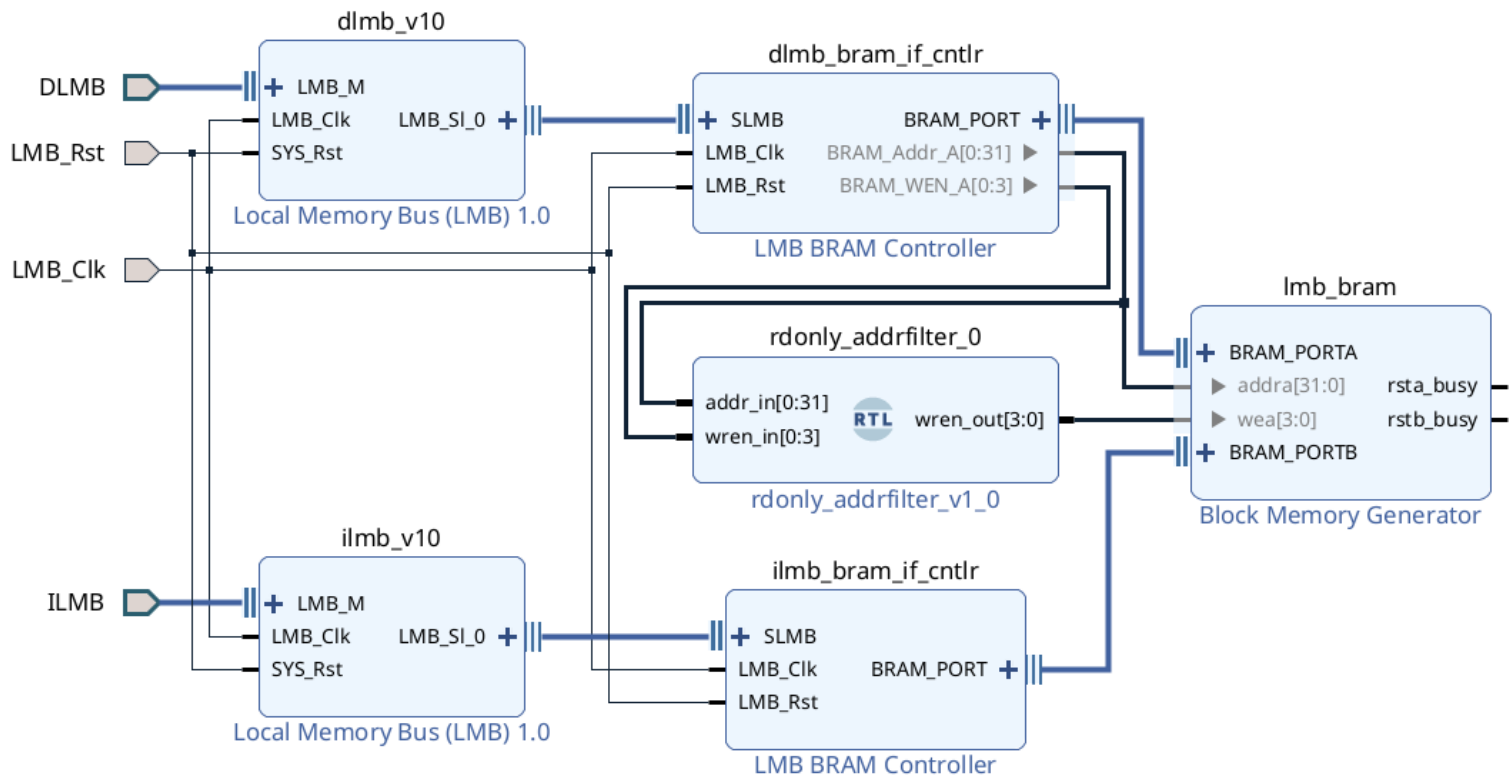 dlmb_v10
DLMB
LMB_M
LMB_Clk
LMB_Sl_0
LMB_Rst
SYS_Rst
Local Memory Bus (LMB) 1.0
LMB_Clk
dlmb_bram_if_cntlr
SLMB
BRAM_PORT
LMB_Clk
BRAM_Addr_A[0:31]
LMB_Rst
BRAM_WEN_A[0:3]
LMB BRAM Controller
rdonly_addrfilter_0
addr_in[0:31]
wren_in[0:3]
RTL
wren_out[3:0]
rdonly_addrfilter_v1_0
lmb_bram
BRAM_PORTA
addra[31:0]
rsta_busy
wea[3:0]
rstb_busy
BRAM_PORTB
Block Memory Generator
ilmb_v10
ILMB
LMB_M
LMB_Clk
LMB_Sl_0
SYS_Rst
Local Memory Bus (LMB) 1.0
ilmb_bram_if_cntlr
SLMB
LMB_Clk
BRAM_PORT
LMB_Rst
LMB BRAM Controller